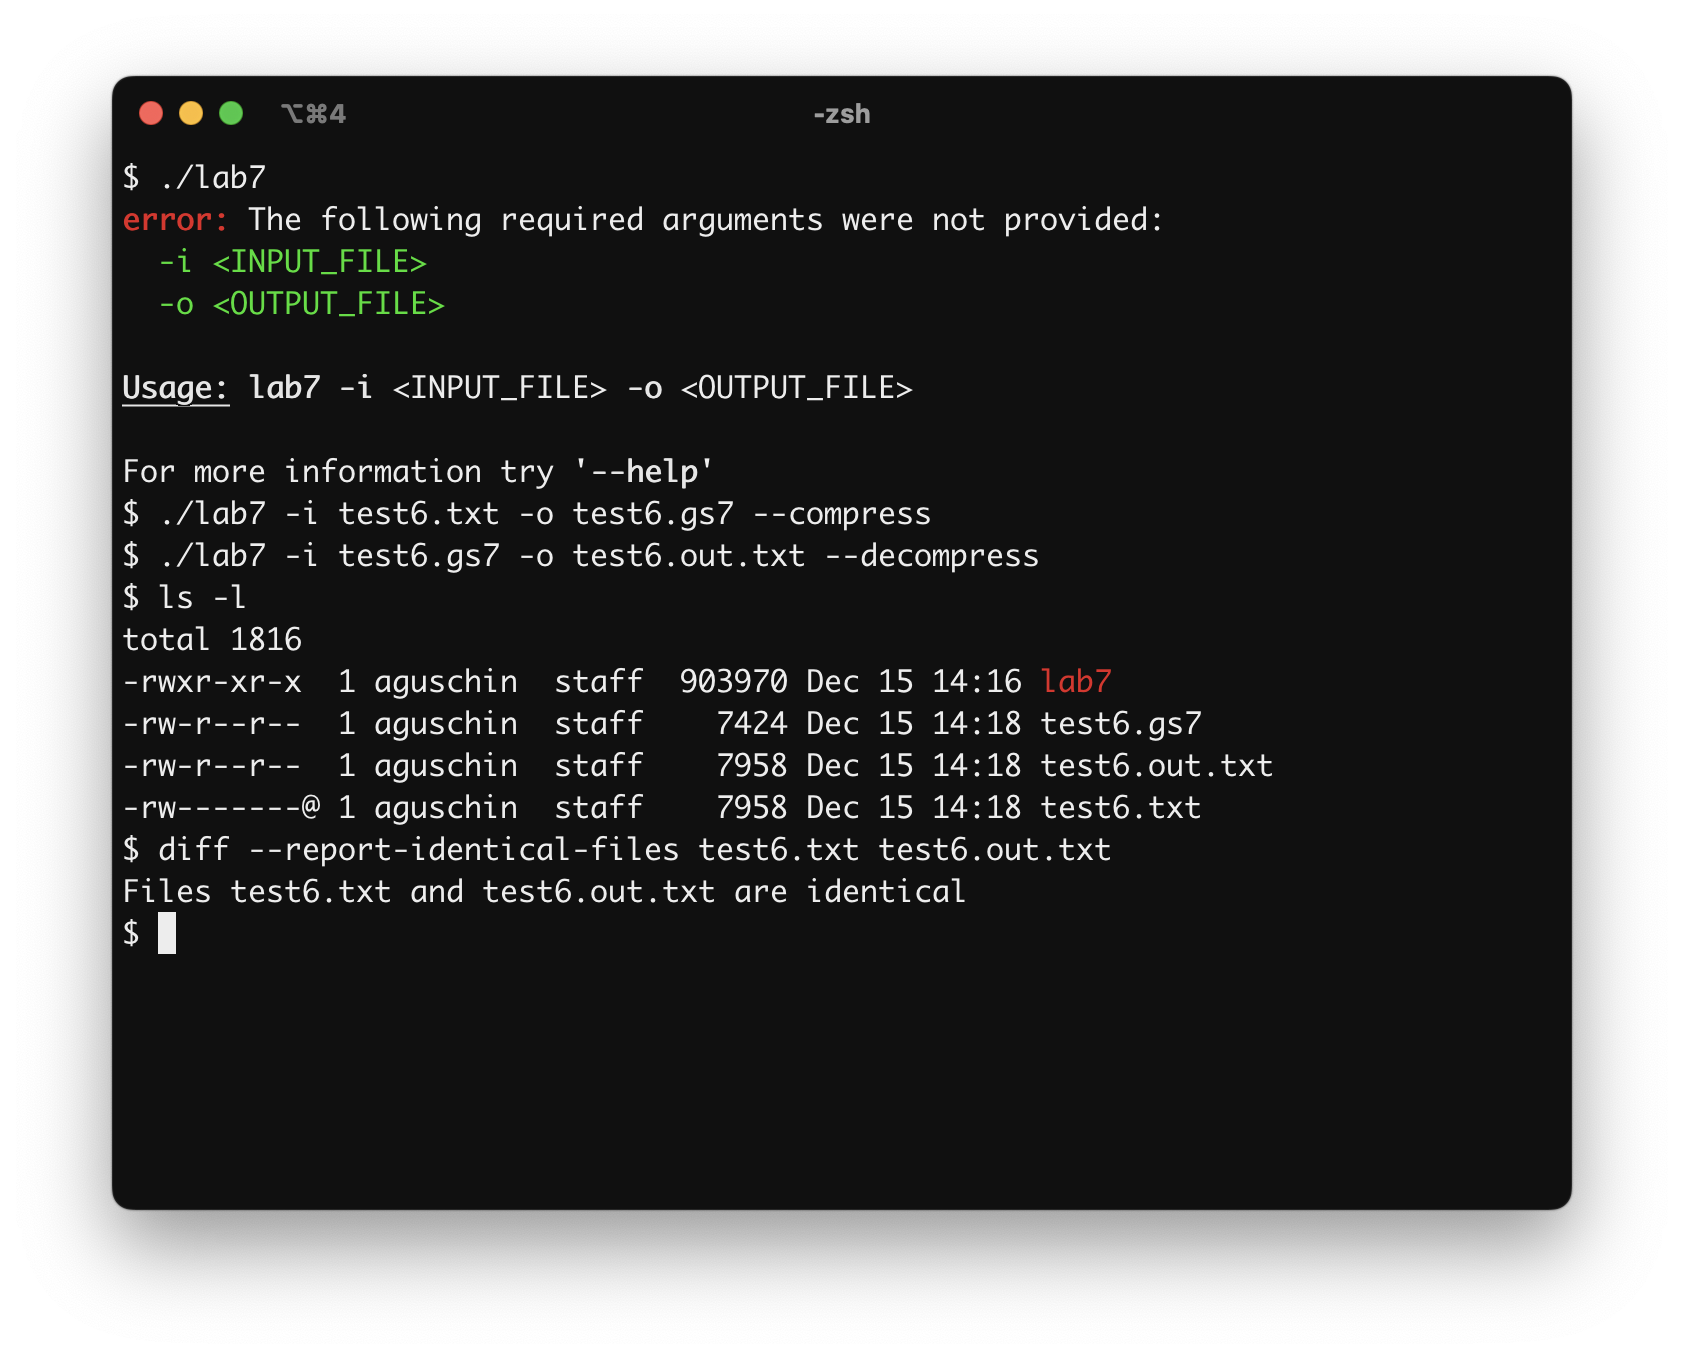 ⌥⌘4 -zsh
$ ./lab7
error: The following required arguments were not provided:
  -i <INPUT_FILE>
  -o <OUTPUT_FILE>

Usage: lab7 -i <INPUT_FILE> -o <OUTPUT_FILE>

For more information try '--help'
$ ./lab7 -i test6.txt -o test6.gs7 --compress
$ ./lab7 -i test6.gs7 -o test6.out.txt --decompress
$ ls -l
total 1816
-rwxr-xr-x  1 aguschin  staff  903970 Dec 15 14:16 lab7
-rw-r--r--  1 aguschin  staff    7424 Dec 15 14:18 test6.gs7
-rw-r--r--  1 aguschin  staff    7958 Dec 15 14:18 test6.out.txt
-rw-------@ 1 aguschin  staff    7958 Dec 15 14:18 test6.txt
$ diff --report-identical-files test6.txt test6.out.txt
Files test6.txt and test6.out.txt are identical
$